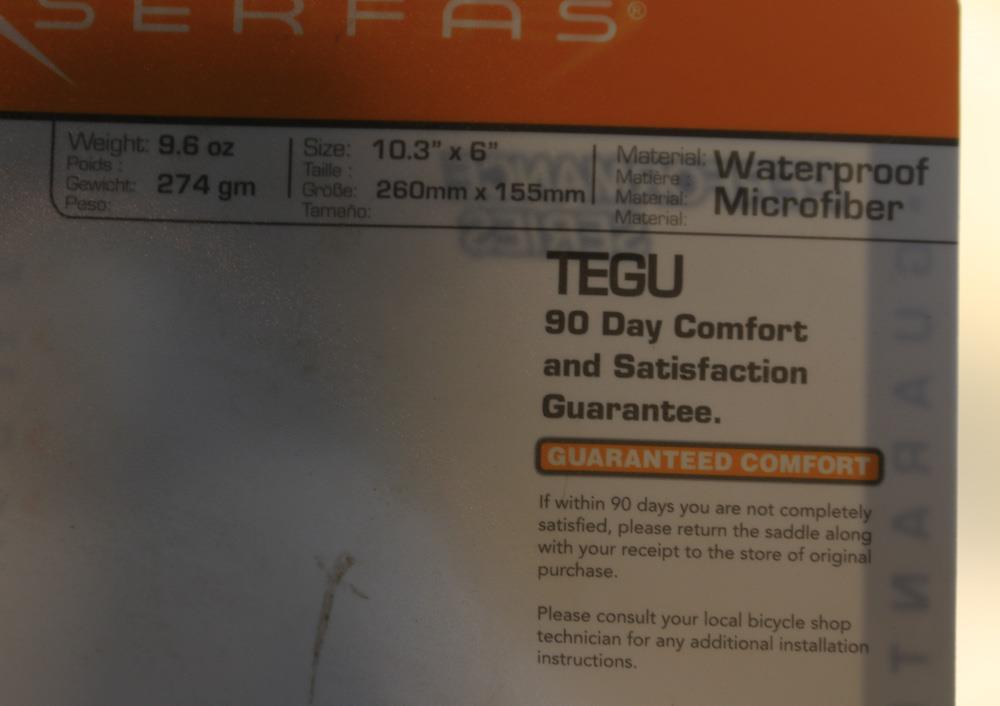 SERFAS®
Weight: 9.6 oz
Poids :
Gewicht: 274 gm
Peso:
Size: 10.3" x 6"
Taille :
Größe: 260mm x 155mm
Tamaño:
Material: Waterproof
Matière :
Material: Microfiber
Material:
SERIES
TEGU
90 Day Comfort
and Satisfaction
Guarantee.
GUARANTEED COMFORT
If within 90 days you are not completely
satisfied, please return the saddle along
with your receipt to the store of original
purchase.
Please consult your local bicycle shop
technician for any additional installation
instructions.